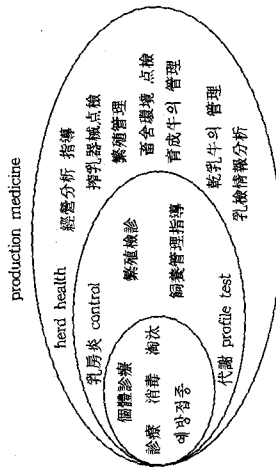 production medicine
herd health
經營分析 指導
搾乳器械点檢
繁殖管理
畜舍環境 点檢
育成牛의 管理
乾乳牛의 管理
乳檢情報分析
乳房炎 control
繁殖檢診
飼養管理指導
代謝 profile test
個體診療
診療 消毒 淘汰
예방접종